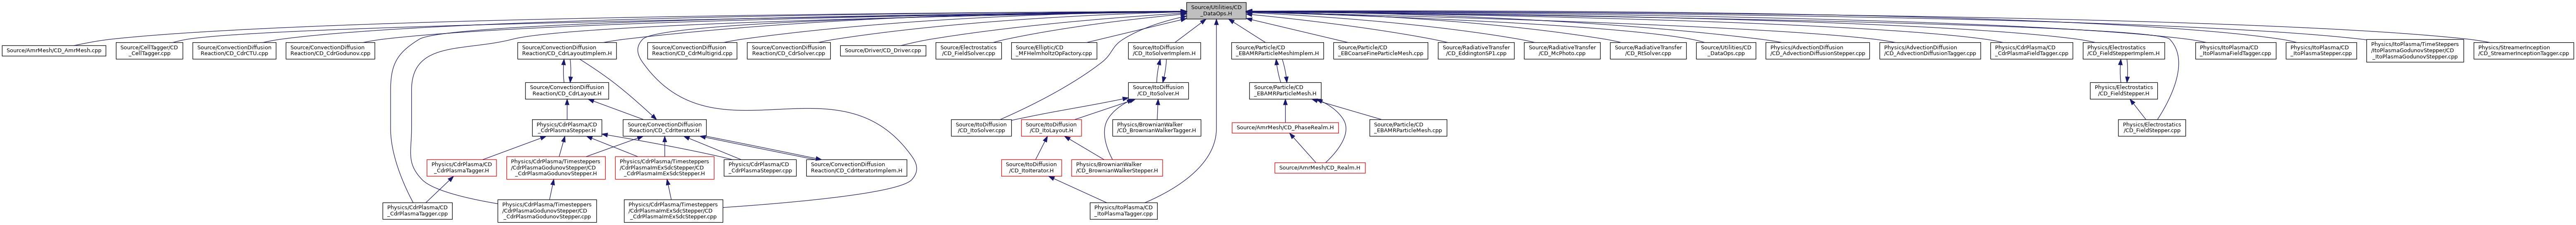 Source/Utilities/CD
_DataOps.H
Source/AmrMesh/CD_AmrMesh.cpp
Source/CellTagger/CD
_CellTagger.cpp
Source/ConvectionDiffusion
Reaction/CD_CdrCTU.cpp
Source/ConvectionDiffusion
Reaction/CD_CdrGodunov.cpp
Source/ConvectionDiffusion
Reaction/CD_CdrLayoutImplem.H
Source/ConvectionDiffusion
Reaction/CD_CdrMultigrid.cpp
Source/ConvectionDiffusion
Reaction/CD_CdrSolver.cpp
Source/Driver/CD_Driver.cpp
Source/Electrostatics
/CD_FieldSolver.cpp
Source/Elliptic/CD
_MFHelmholtzOpFactory.cpp
Source/ItoDiffusion
/CD_ItoSolverImplem.H
Source/Particle/CD
_EBAMRParticleMeshImplem.H
Source/Particle/CD
_EBCoarseFineParticleMesh.cpp
Source/RadiativeTransfer
/CD_EddingtonSP1.cpp
Source/RadiativeTransfer
/CD_McPhoto.cpp
Source/RadiativeTransfer
/CD_RtSolver.cpp
Source/Utilities/CD
_DataOps.cpp
Physics/AdvectionDiffusion
/CD_AdvectionDiffusionStepper.cpp
Physics/AdvectionDiffusion
/CD_AdvectionDiffusionTagger.cpp
Physics/CdrPlasma/CD
_CdrPlasmaFieldTagger.cpp
Physics/Electrostatics
/CD_FieldStepperImplem.H
Physics/ItoPlasma/CD
_ItoPlasmaFieldTagger.cpp
Physics/ItoPlasma/CD
_ItoPlasmaStepper.cpp
Physics/ItoPlasma/TimeSteppers
/ItoPlasmaGodunovStepper/CD
_ItoPlasmaGodunovStepper.cpp
Physics/StreamerInception
/CD_StreamerInceptionTagger.cpp
Source/ConvectionDiffusion
Reaction/CD_CdrLayout.H
Source/ItoDiffusion
/CD_ItoSolver.H
Source/Particle/CD
_EBAMRParticleMesh.H
Physics/Electrostatics
/CD_FieldStepper.H
Physics/CdrPlasma/CD
_CdrPlasmaStepper.H
Source/ConvectionDiffusion
Reaction/CD_CdrIterator.H
Source/ItoDiffusion
/CD_ItoSolver.cpp
Source/ItoDiffusion
/CD_ItoLayout.H
Physics/BrownianWalker
/CD_BrownianWalkerTagger.H
Source/AmrMesh/CD_PhaseRealm.H
Source/Particle/CD
_EBAMRParticleMesh.cpp
Physics/Electrostatics
/CD_FieldStepper.cpp
Physics/CdrPlasma/CD
_CdrPlasmaTagger.H
Physics/CdrPlasma/Timesteppers
/CdrPlasmaGodunovStepper/CD
_CdrPlasmaGodunovStepper.H
Physics/CdrPlasma/Timesteppers
/CdrPlasmaImExSdcStepper/CD
_CdrPlasmaImExSdcStepper.H
Physics/CdrPlasma/CD
_CdrPlasmaStepper.cpp
Source/ConvectionDiffusion
Reaction/CD_CdrIteratorImplem.H
Source/ItoDiffusion
/CD_ItoIterator.H
Physics/BrownianWalker
/CD_BrownianWalkerStepper.H
Source/AmrMesh/CD_Realm.H
Physics/CdrPlasma/CD
_CdrPlasmaTagger.cpp
Physics/CdrPlasma/Timesteppers
/CdrPlasmaGodunovStepper/CD
_CdrPlasmaGodunovStepper.cpp
Physics/CdrPlasma/Timesteppers
/CdrPlasmaImExSdcStepper/CD
_CdrPlasmaImExSdcStepper.cpp
Physics/ItoPlasma/CD
_ItoPlasmaTagger.cpp